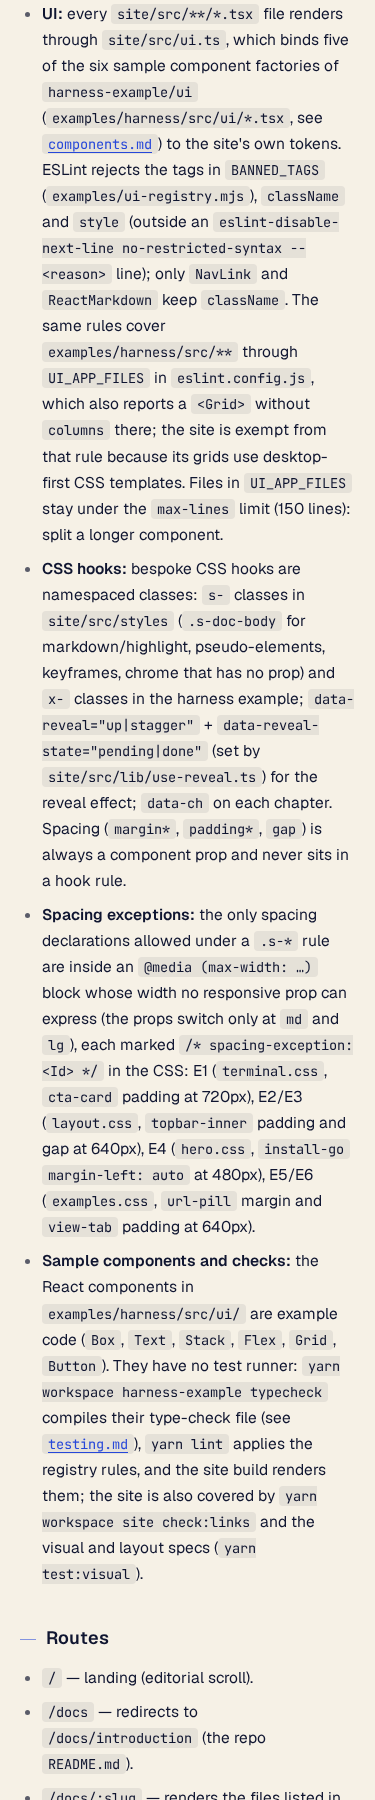 UI: every site/src/**/*.tsx file renders
through site/src/ui.ts, which binds five
of the six sample component factories of
harness-example/ui
(examples/harness/src/ui/*.tsx, see
components.md) to the site's own tokens.
ESLint rejects the tags in BANNED_TAGS
(examples/ui-registry.mjs), className
and style (outside an eslint-disable-
next-line no-restricted-syntax --
<reason> line); only NavLink and
ReactMarkdown keep className. The
same rules cover
examples/harness/src/** through
UI_APP_FILES in eslint.config.js,
which also reports a <Grid> without
columns there; the site is exempt from
that rule because its grids use desktop-
first CSS templates. Files in UI_APP_FILES
stay under the max-lines limit (150 lines):
split a longer component.
CSS hooks: bespoke CSS hooks are
namespaced classes: s- classes in
site/src/styles (.s-doc-body for
markdown/highlight, pseudo-elements,
keyframes, chrome that has no prop) and
x- classes in the harness example; data-
reveal="up|stagger" + data-reveal-
state="pending|done" (set by
site/src/lib/use-reveal.ts) for the
reveal effect; data-ch on each chapter.
Spacing (margin*, padding*, gap) is
always a component prop and never sits in
a hook rule.
Spacing exceptions: the only spacing
declarations allowed under a .s-* rule
are inside an @media (max-width: …)
block whose width no responsive prop can
express (the props switch only at md and
lg), each marked /* spacing-exception:
<Id> */ in the CSS: E1 (terminal.css,
cta-card padding at 720px), E2/E3
(layout.css, topbar-inner padding and
gap at 640px), E4 (hero.css, install-go
margin-left: auto at 480px), E5/E6
(examples.css, url-pill margin and
view-tab padding at 640px).
Sample components and checks: the
React components in
examples/harness/src/ui/ are example
code (Box, Text, Stack, Flex, Grid,
Button). They have no test runner: yarn
workspace harness-example typecheck
compiles their type-check file (see
testing.md), yarn lint applies the
registry rules, and the site build renders
them; the site is also covered by yarn
workspace site check:links and the
visual and layout specs (yarn
test:visual).
— Routes
/ — landing (editorial scroll).
/docs — redirects to
/docs/introduction (the repo
README.md).
/docs/:slug — renders the files listed in